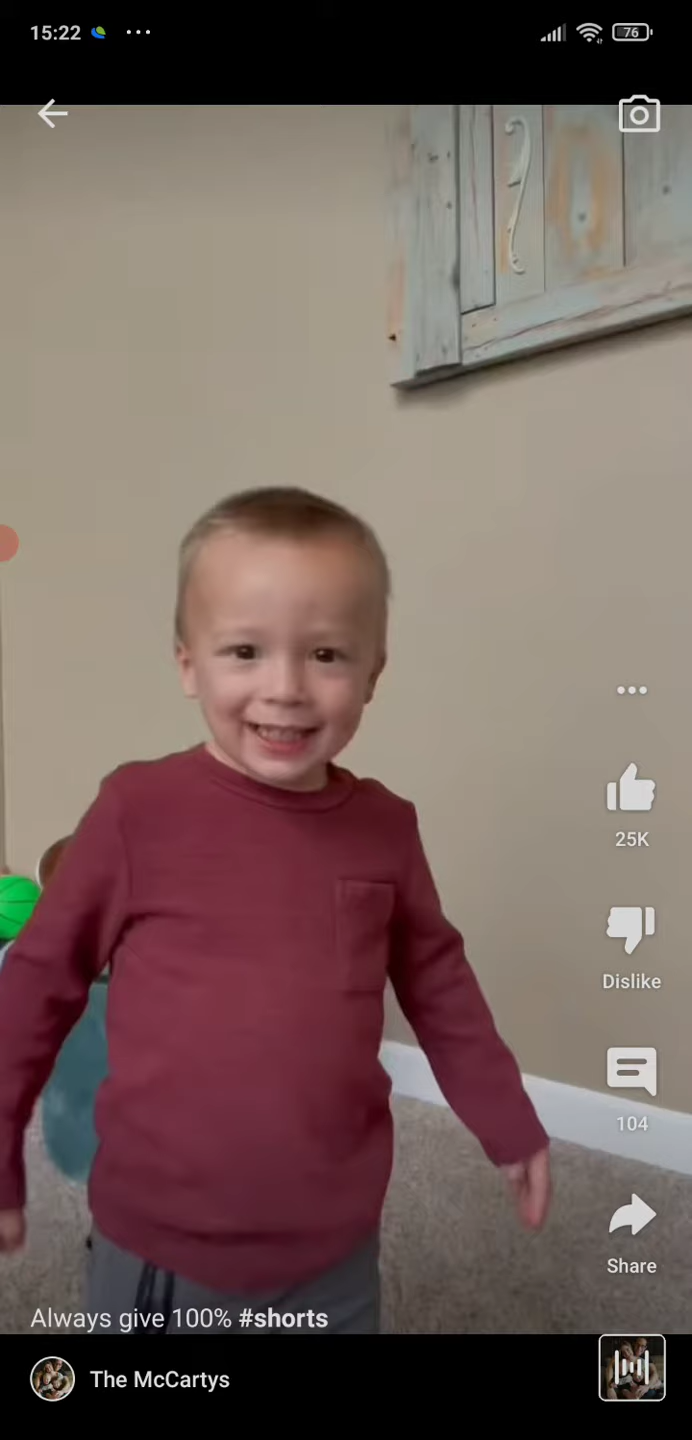 15:22
76
25K
Dislike
104
Share
Always give 100% #shorts
The McCartys